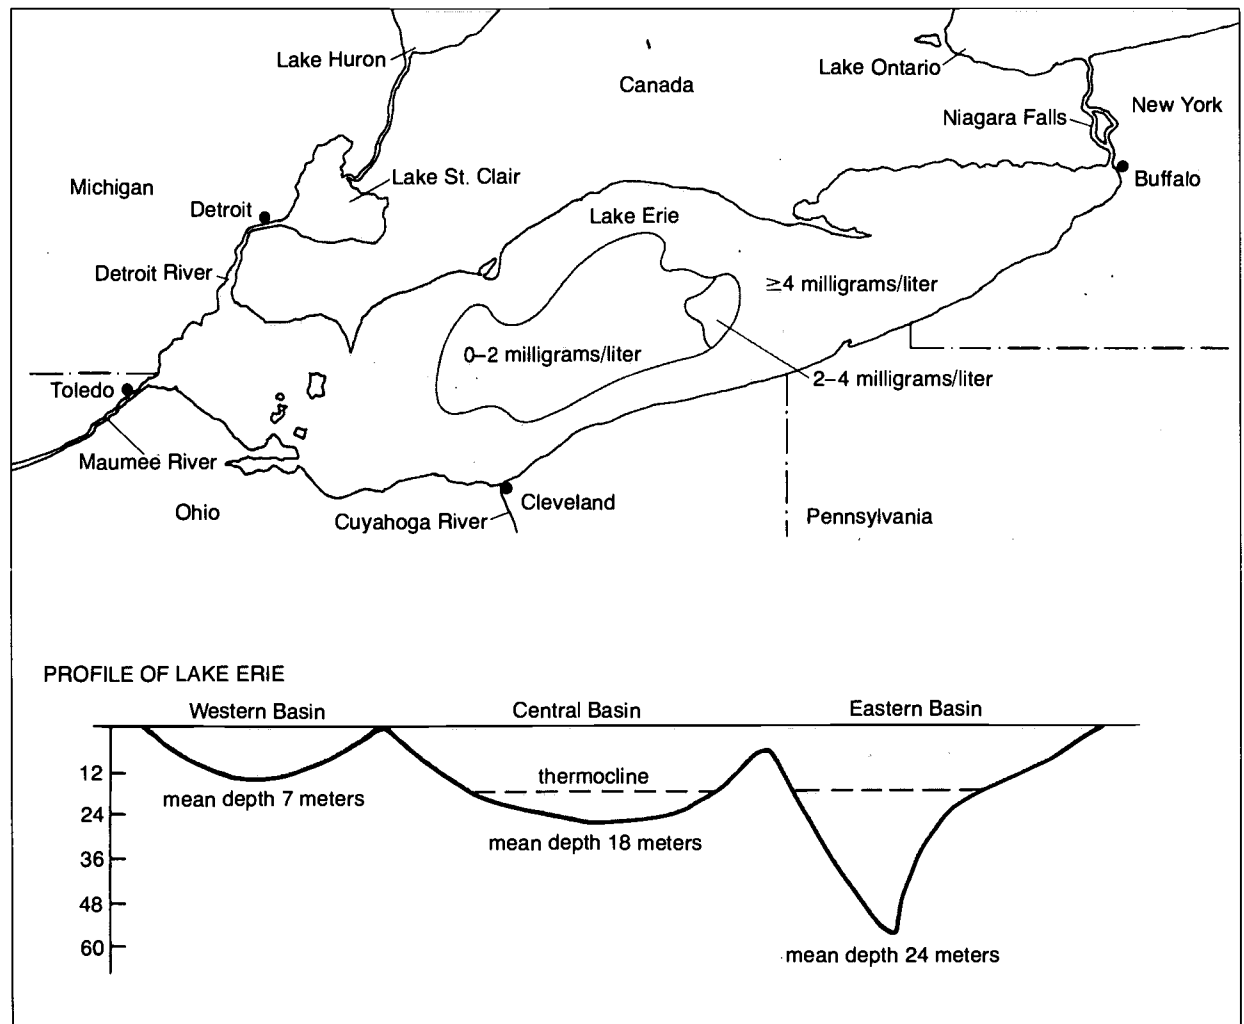 Lake Huron
Canada
Lake Ontario
New York
Niagara Falls
Michigan
Lake St. Clair
Buffalo
Detroit
Lake Erie
Detroit River
≥4 milligrams/liter
0–2 milligrams/liter
2–4 milligrams/liter
Toledo
Maumee River
Cleveland
Ohio
Cuyahoga River
Pennsylvania
PROFILE OF LAKE ERIE
Western Basin
Central Basin
Eastern Basin
12
thermocline
mean depth 7 meters
24
mean depth 18 meters
36
48
60
mean depth 24 meters